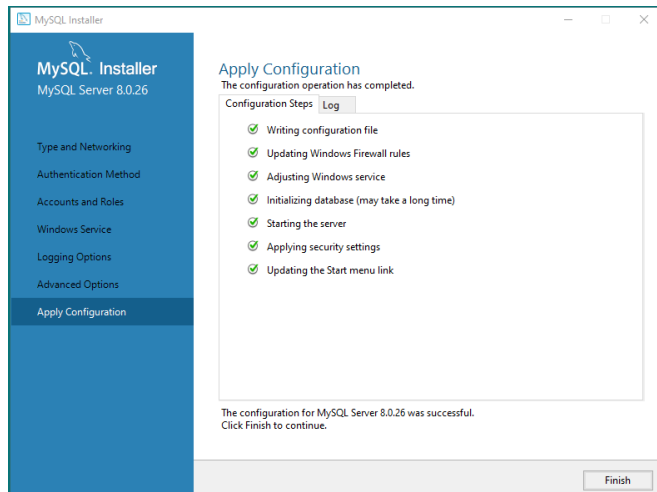 MySQL Installer
MySQL. Installer
MySQL Server 8.0.26
Type and Networking
Authentication Method
Accounts and Roles
Windows Service
Logging Options
Advanced Options
Apply Configuration
Apply Configuration
The configuration operation has completed.
Configuration Steps Log
Writing configuration file
Updating Windows Firewall rules
Adjusting Windows service
Initializing database (may take a long time)
Starting the server
Applying security settings
Updating the Start menu link
The configuration for MySQL Server 8.0.26 was successful.
Click Finish to continue.
Finish